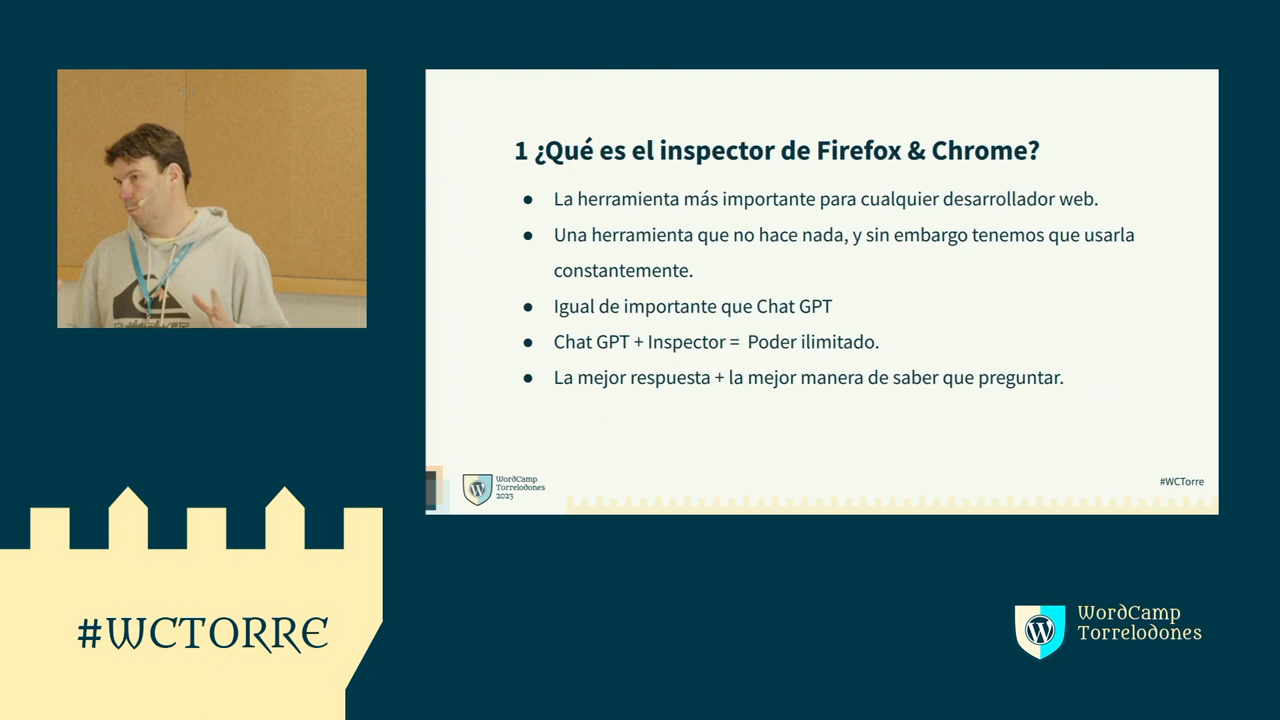 1 ¿Qué es el inspector de Firefox & Chrome?
● La herramienta más importante para cualquier desarrollador web.
● Una herramienta que no hace nada, y sin embargo tenemos que usarla
constantemente.
● Igual de importante que Chat GPT
● Chat GPT + Inspector = Poder ilimitado.
● La mejor respuesta + la mejor manera de saber que preguntar.
WordCamp
Torrelodones
2023
#WCTorre
#WCTORRE
WordCamp
Torrelodones